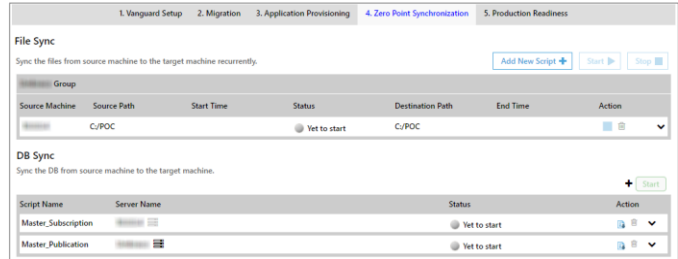 1. Vanguard Setup 2. Migration 3. Application Provisioning 4. Zero Point Synchronization 5. Production Readiness
File Sync
Sync the files from source machine to the target machine recurrently.
Add New Script + Start Stop
Group
Source Machine Source Path Start Time Status Destination Path End Time Action
C:/POC Yet to start C:/POC
DB Sync
Sync the DB from source machine to the target machine.
+ Start
Script Name Server Name Status Action
Master_Subscription Yet to start
Master_Publication Yet to start